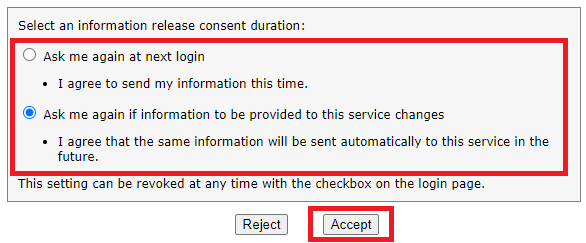 Select an information release consent duration:
Ask me again at next login
• I agree to send my information this time.
Ask me again if information to be provided to this service changes
• I agree that the same information will be sent automatically to this service in the
future.
This setting can be revoked at any time with the checkbox on the login page.
Reject Accept